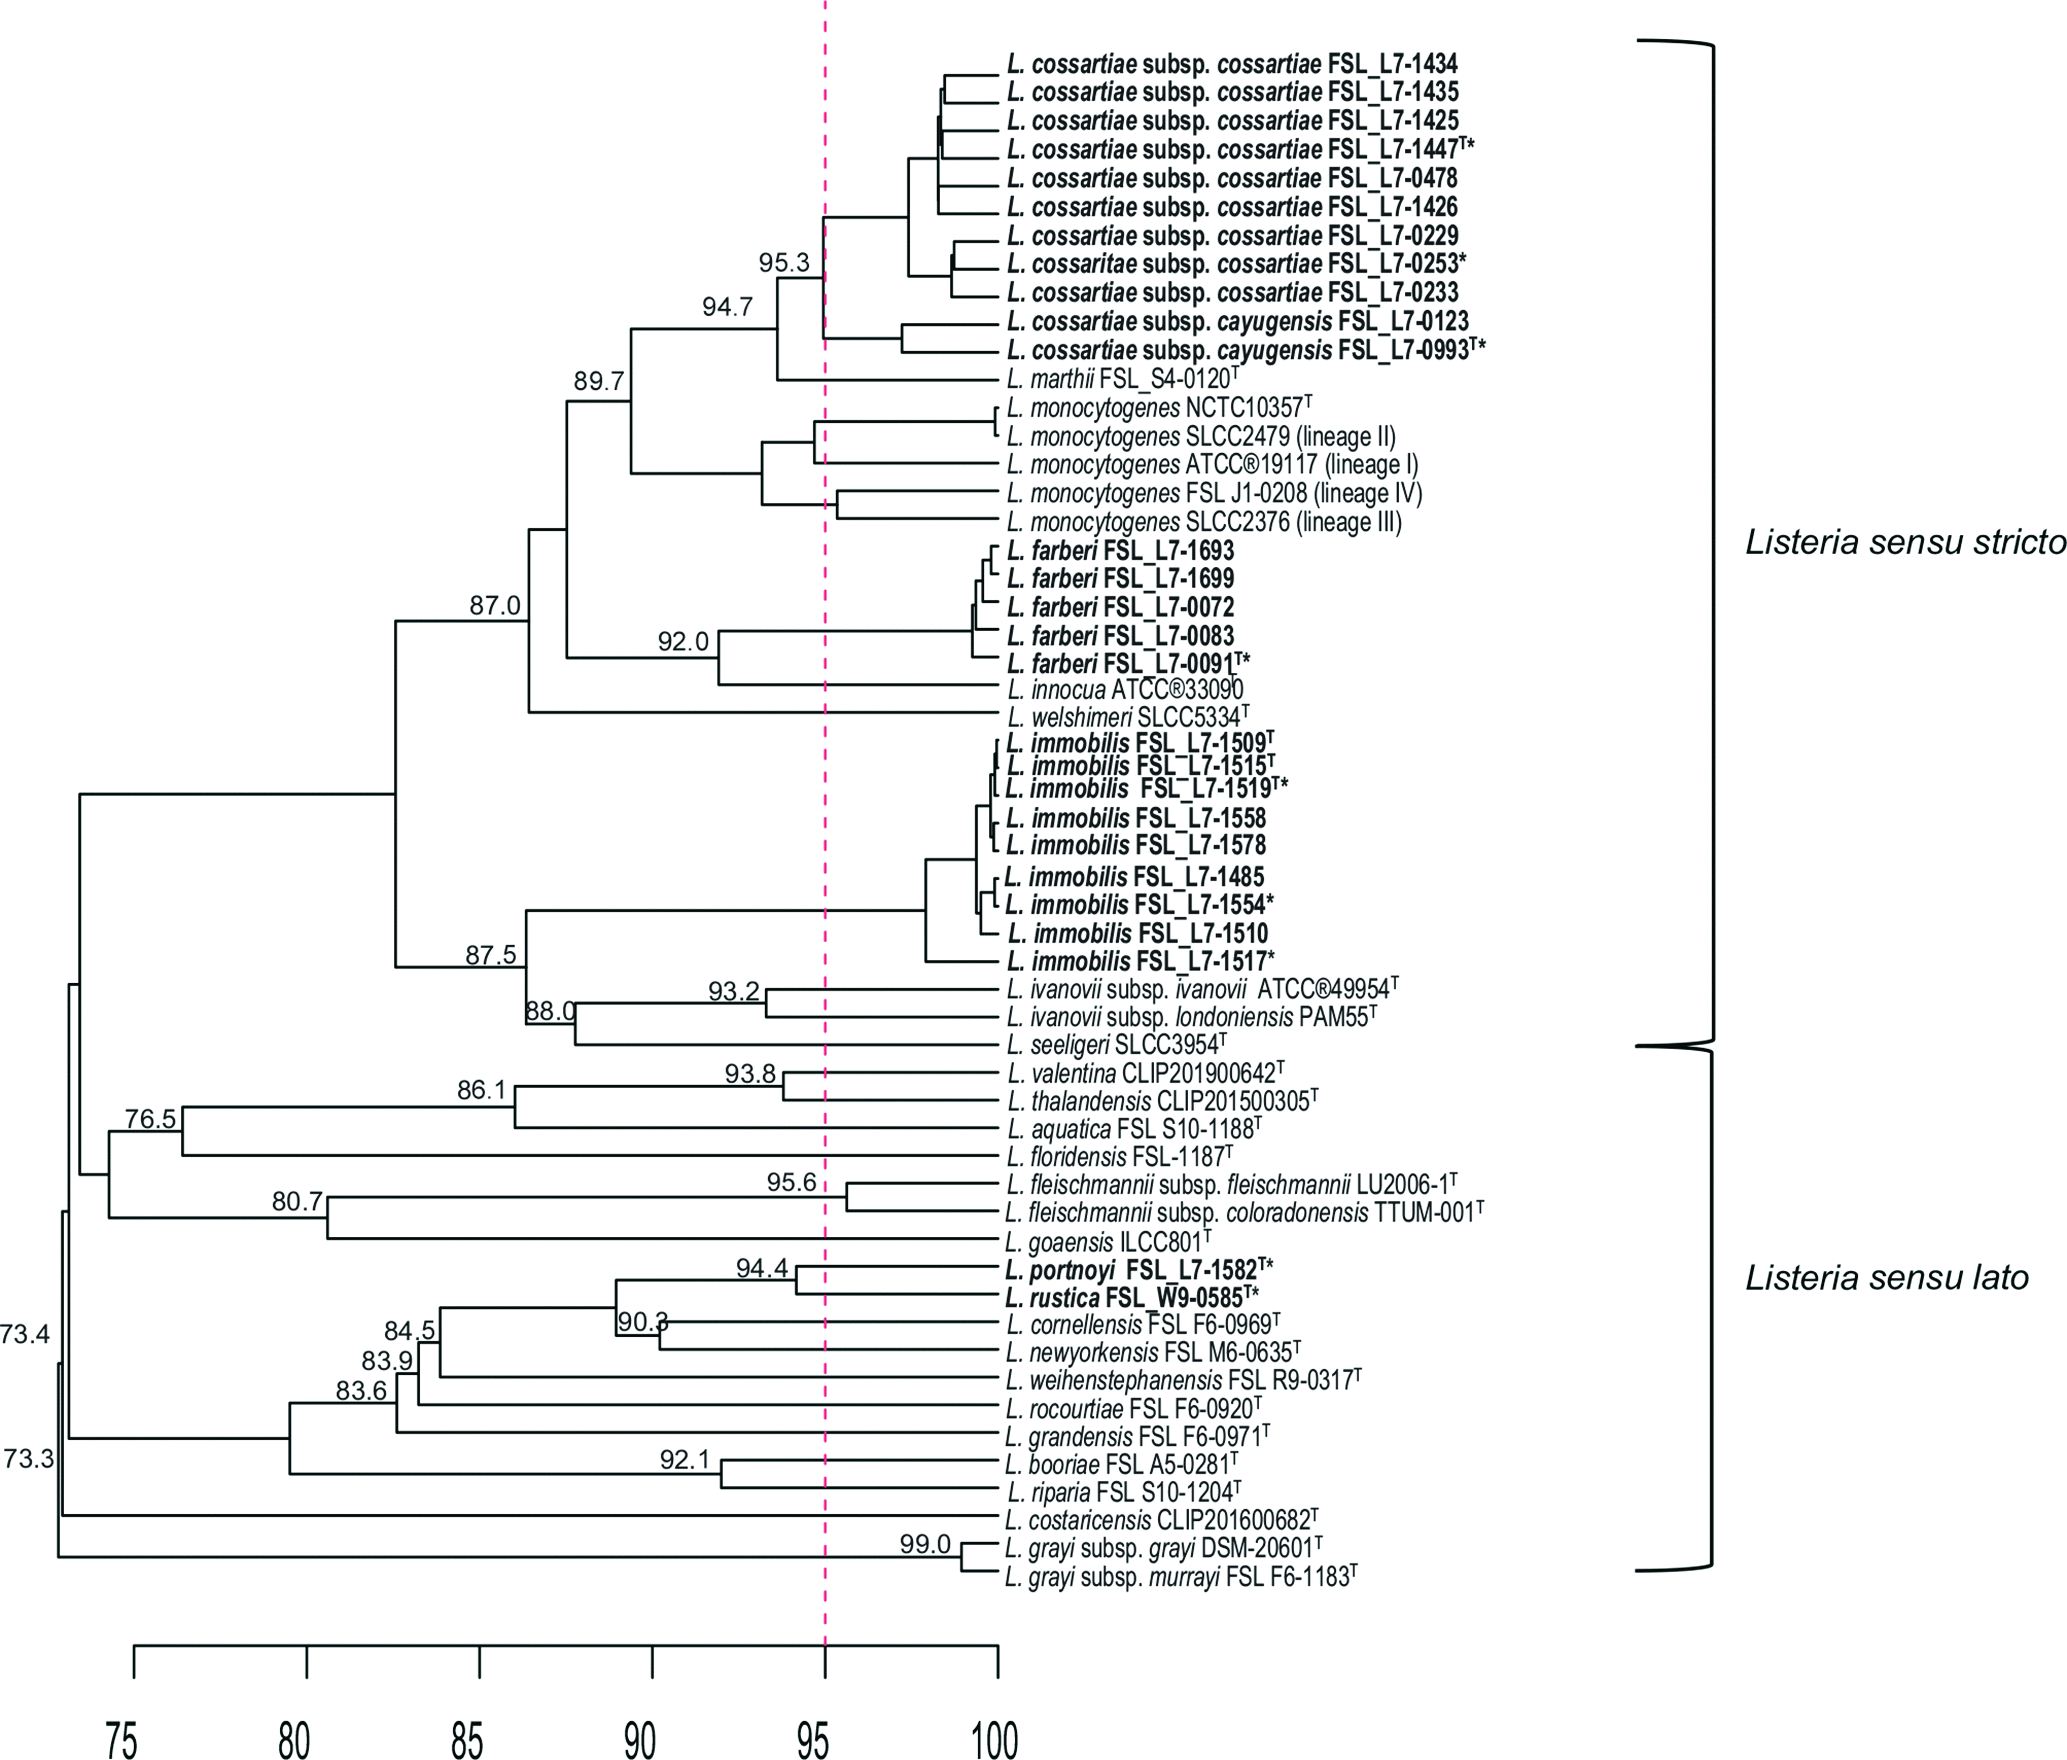 L. cossartiae subsp. cossartiae FSL_L7-1434
L. cossartiae subsp. cossartiae FSL_L7-1435
L. cossartiae subsp. cossartiae FSL_L7-1425
L. cossartiae subsp. cossartiae FSL_L7-1447T*
L. cossartiae subsp. cossartiae FSL_L7-0478
L. cossartiae subsp. cossartiae FSL_L7-1426
L. cossartiae subsp. cossartiae FSL_L7-0229
95.3
L. cossaritae subsp. cossartiae FSL_L7-0253*
L. cossartiae subsp. cossartiae FSL_L7-0233
94.7
L. cossartiae subsp. cayugensis FSL_L7-0123
L. cossartiae subsp. cayugensis FSL_L7-0993T*
89.7
L. marthii FSL_S4-0120T
L. monocytogenes NCTC10357T
L. monocytogenes SLCC2479 (lineage II)
L. monocytogenes ATCC®19117 (lineage I)
L. monocytogenes FSL J1-0208 (lineage IV)
L. monocytogenes SLCC2376 (lineage III)
Listeria sensu stricto
L. farberi FSL_L7-1693
L. farberi FSL_L7-1699
87.0
L. farberi FSL_L7-0072
92.0
L. farberi FSL_L7-0083
L. farberi FSL_L7-0091T*
L. innocua ATCC®33090T
L. welshimeri SLCC5334T
L. immobilis FSL_L7-1509T
L. immobilis FSL_L7-1515T
L. immobilis FSL_L7-1519T*
L. immobilis FSL_L7-1558
L. immobilis FSL_L7-1578
L. immobilis FSL_L7-1485
L. immobilis FSL_L7-1554*
L. immobilis FSL_L7-1510
87.5
L. immobilis FSL_L7-1517*
93.2
L. ivanovii subsp. ivanovii ATCC®49954T
88.0
L. ivanovii subsp. londoniensis PAM55T
L. seeligeri SLCC3954T
93.8
L. valentina CLIP201900642T
86.1
L. thalandensis CLIP201500305T
76.5
L. aquatica FSL S10-1188T
L. floridensis FSL-1187T
95.6
L. fleischmannii subsp. fleischmannii LU2006-1T
80.7
L. fleischmannii subsp. coloradonensis TTUM-001T
L. goaensis ILCC801T
94.4
L. portnoyi FSL_L7-1582T*
Listeria sensu lato
L. rustica FSL_W9-0585T*
90.3
L. cornellensis FSL F6-0969T
73.4
84.5
L. newyorkensis FSL M6-0635T
83.9
L. weihenstephanensis FSL R9-0317T
83.6
L. rocourtiae FSL F6-0920T
L. grandensis FSL F6-0971T
73.3
92.1
L. booriae FSL A5-0281T
L. riparia FSL S10-1204T
L. costaricensis CLIP201600682T
99.0
L. grayi subsp. grayi DSM-20601T
L. grayi subsp. murrayi FSL F6-1183T
75 80 85 90 95 100